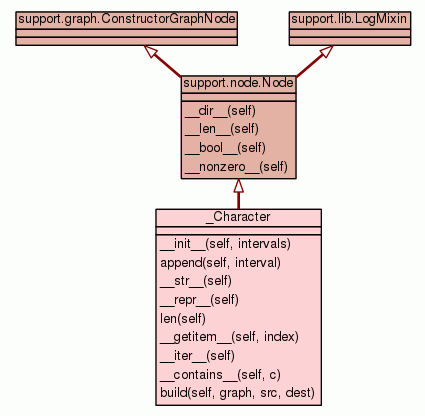 support.graph.ConstructorGraphNode
support.lib.LogMixin
support.node.Node
__dir__(self)
__len__(self)
__bool__(self)
__nonzero__(self)
_Character
__init__(self, intervals)
append(self, interval)
__str__(self)
__repr__(self)
len(self)
__getitem__(self, index)
__iter__(self)
__contains__(self, c)
build(self, graph, src, dest)